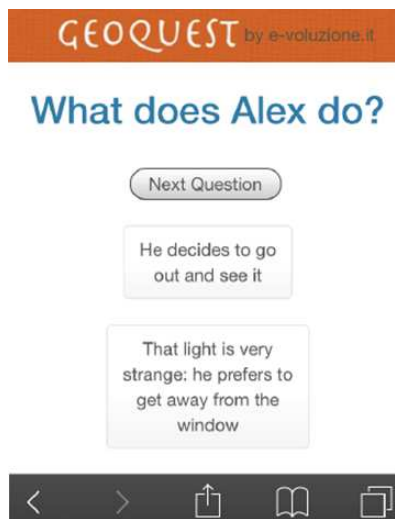 GEOQUEST by e-voluzione.it
What does Alex do?
Next Question
He decides to go
out and see it
That light is very
strange: he prefers to
get away from the
window